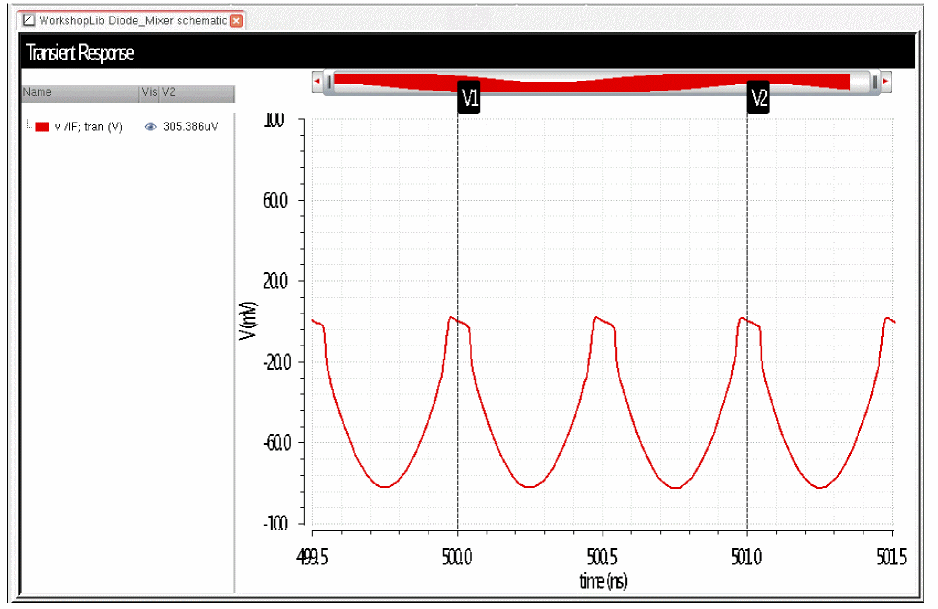 WorkshopLib Diode_Mixer schematic
Transient Response
Name Vis V2
v /IF; tran (V) 305.386uV
V1 V2
100
60.0
20.0
-20.0
-60.0
-100
V (mV)
499.5 500.0 500.5 501.0 501.5
time (ns)